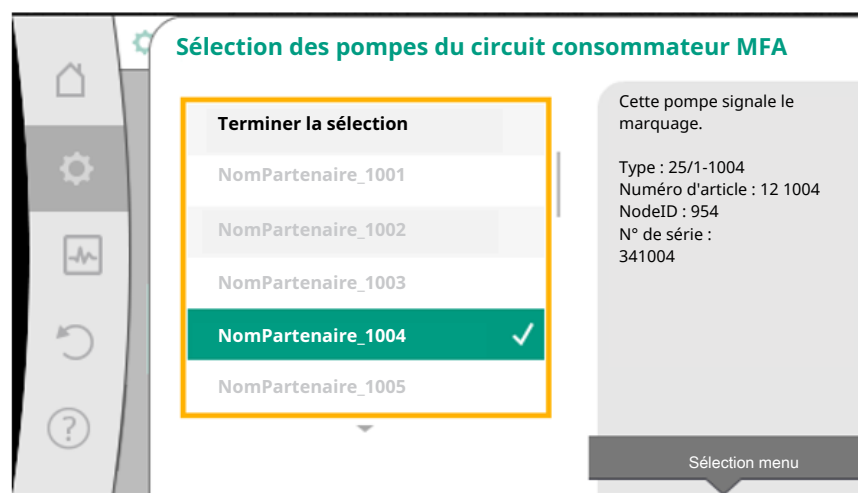 Sélection des pompes du circuit consommateur MFA
Terminer la sélection
NomPartenaire_1001
NomPartenaire_1002
NomPartenaire_1003
NomPartenaire_1004
NomPartenaire_1005
Cette pompe signale le
marquage.
Type : 25/1-1004
Numéro d'article : 12 1004
NodeID : 954
N° de série :
341004
Sélection menu